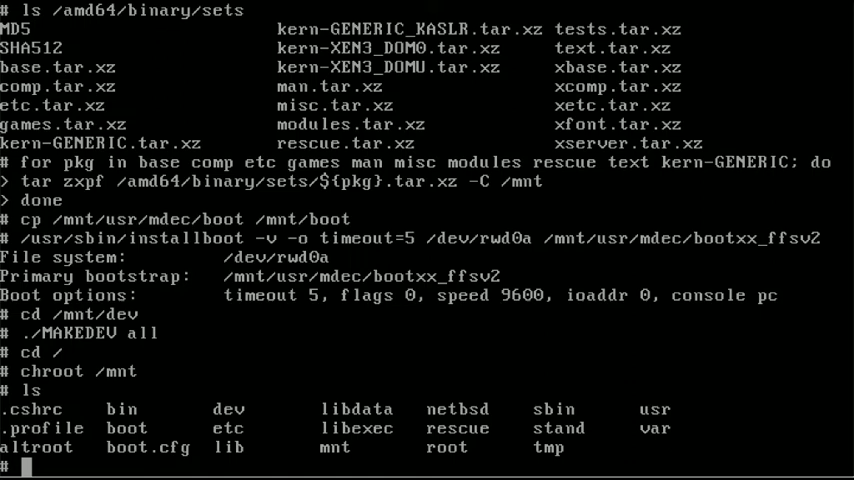 # ls /amd64/binary/sets
MD5 kern-GENERIC_KASLR.tar.xz tests.tar.xz
SHA512 kern-XEN3_DOM0.tar.xz text.tar.xz
base.tar.xz kern-XEN3_DOMU.tar.xz xbase.tar.xz
comp.tar.xz man.tar.xz xcomp.tar.xz
etc.tar.xz misc.tar.xz xetc.tar.xz
games.tar.xz modules.tar.xz xfont.tar.xz
kern-GENERIC.tar.xz rescue.tar.xz xserver.tar.xz
# for pkg in base comp etc games man misc modules rescue text kern-GENERIC; do
> tar zxpf /amd64/binary/sets/${pkg}.tar.xz -C /mnt
> done
# cp /mnt/usr/mdec/boot /mnt/boot
# /usr/sbin/installboot -v -o timeout=5 /dev/rwd0a /mnt/usr/mdec/bootxx_ffsv2
File system: /dev/rwd0a
Primary bootstrap: /mnt/usr/mdec/bootxx_ffsv2
Boot options: timeout 5, flags 0, speed 9600, ioaddr 0, console pc
# cd /mnt/dev
# ./MAKEDEV all
# cd /
# chroot /mnt
# ls
.cshrc bin dev libdata netbsd sbin usr
.profile boot etc libexec rescue stand var
altroot boot.cfg lib mnt root tmp
#